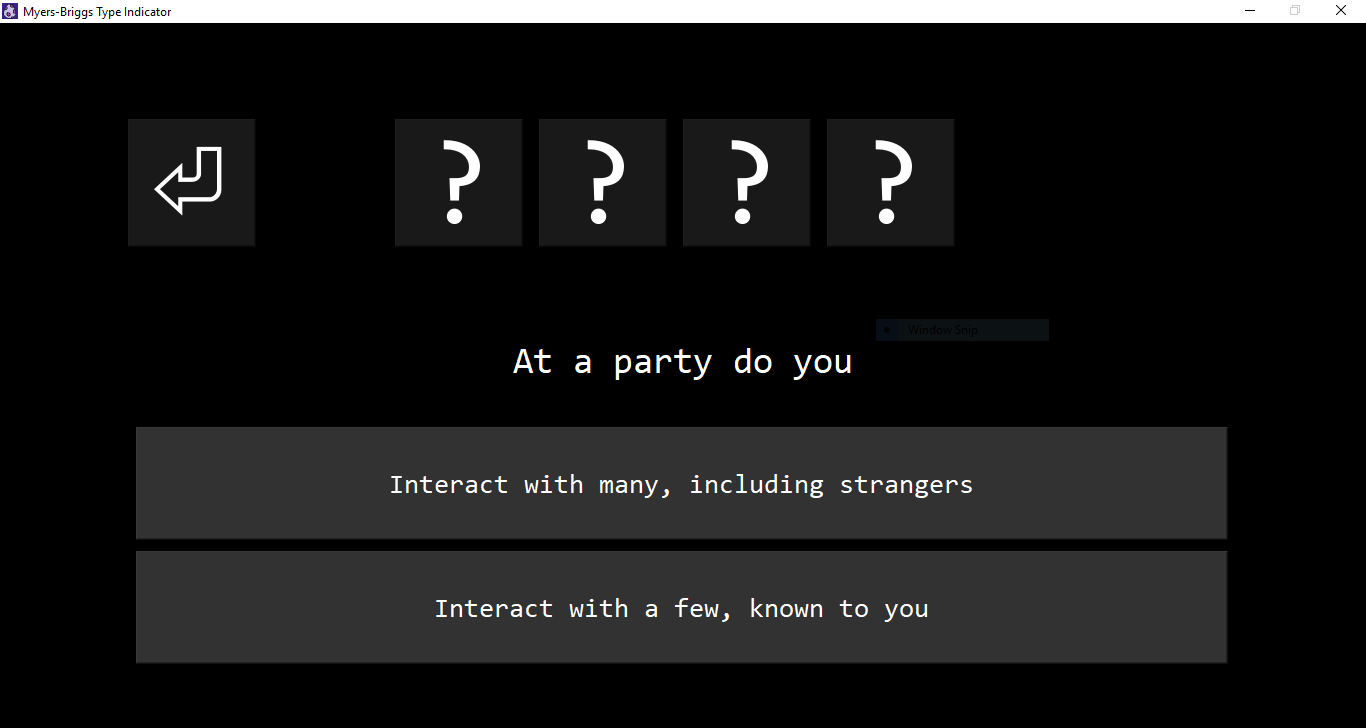 Myers-Briggs Type Indicator
? ? ? ?
Window Snip
At a party do you
Interact with many, including strangers
Interact with a few, known to you